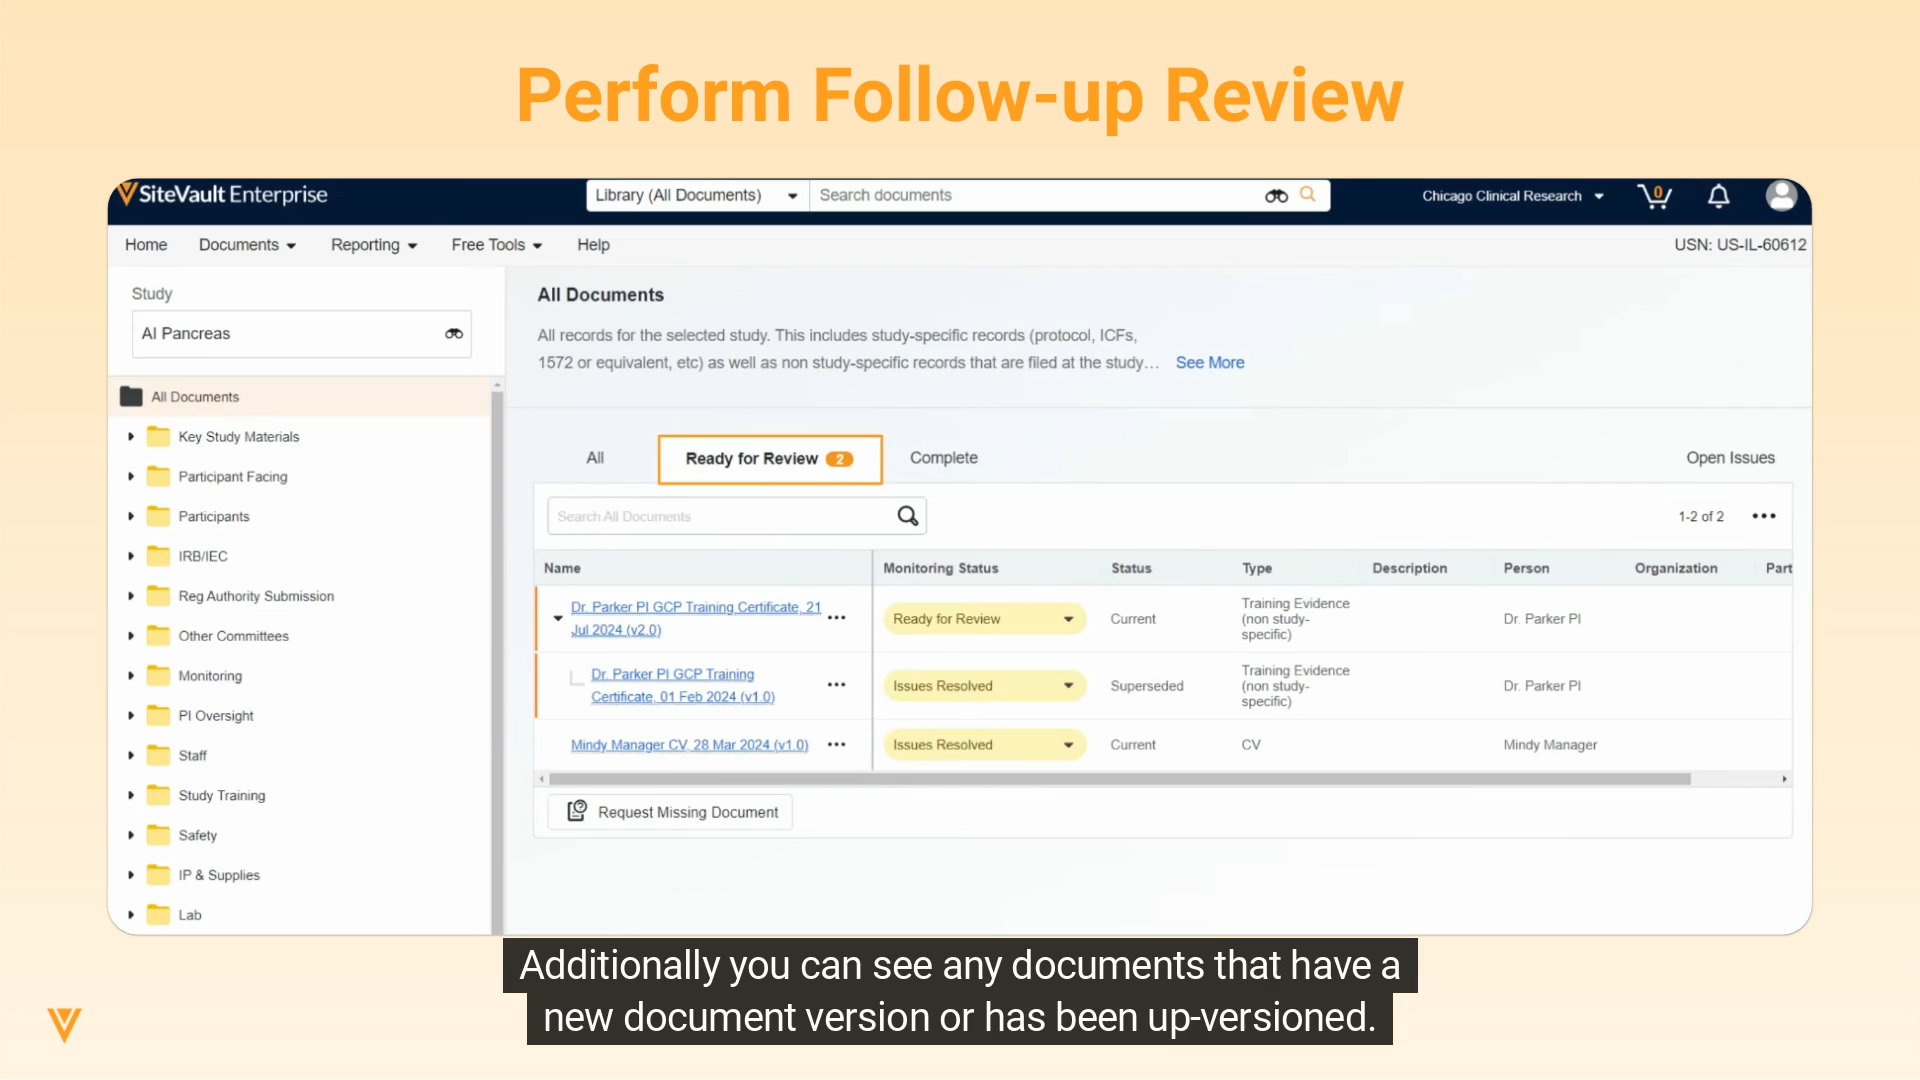 Perform Follow-up Review
SiteVault Enterprise
Library (All Documents)
Search documents
Chicago Clinical Research
0
Home
Documents
Reporting
Free Tools
Help
USN: US-IL-60612
Study
AI Pancreas
All Documents
Key Study Materials
Participant Facing
Participants
IRB/IEC
Reg Authority Submission
Other Committees
Monitoring
PI Oversight
Staff
Study Training
Safety
IP & Supplies
Lab
All Documents
All records for the selected study. This includes study-specific records (protocol, ICFs,
1572 or equivalent, etc) as well as non study-specific records that are filed at the study… See More
All
Ready for Review 2
Complete
Open Issues
Search All Documents
1-2 of 2
Name
Monitoring Status
Status
Type
Description
Person
Organization
Part
Dr. Parker PI GCP Training Certificate, 21
Jul 2024 (v2.0)
Ready for Review
Current
Training Evidence
(non study-
specific)
Dr. Parker PI
Dr. Parker PI GCP Training
Certificate, 01 Feb 2024 (v1.0)
Issues Resolved
Superseded
Training Evidence
(non study-
specific)
Dr. Parker PI
Mindy Manager CV, 28 Mar 2024 (v1.0)
Issues Resolved
Current
CV
Mindy Manager
Request Missing Document
Additionally you can see any documents that have a
new document version or has been up-versioned.